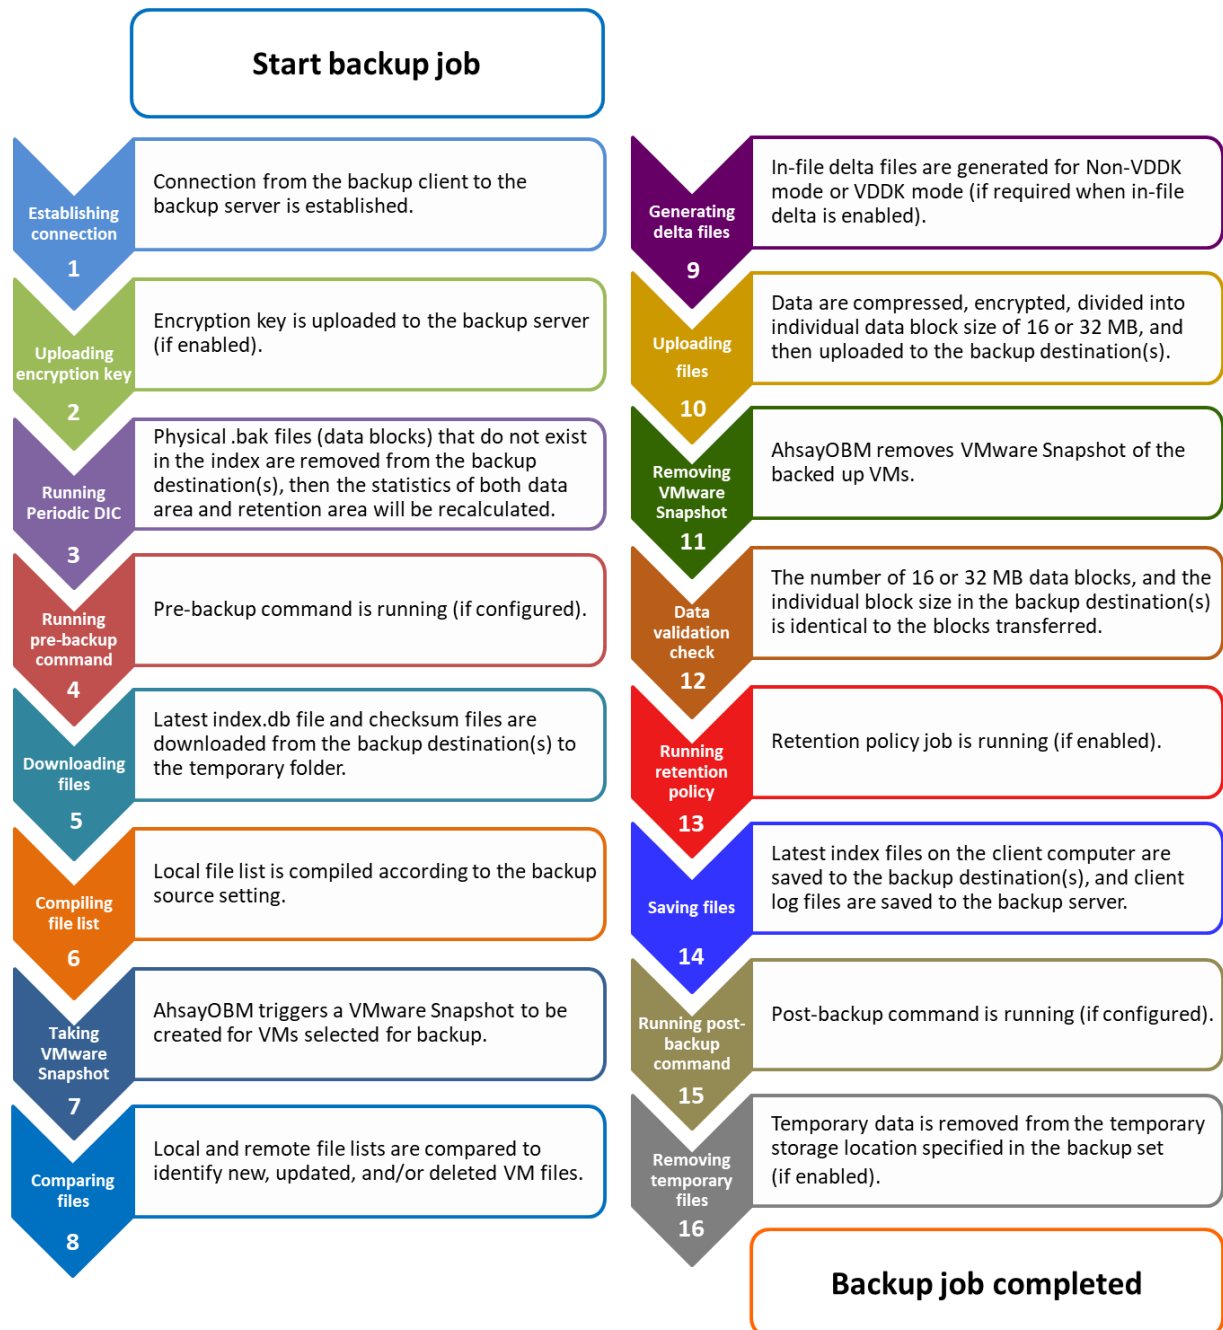 Start backup job
Establishing
connection
1
Connection from the backup client to the
backup server is established.
Uploading
encryption key
2
Encryption key is uploaded to the backup server
(if enabled).
Running
Periodic DIC
3
Physical .bak files (data blocks) that do not exist
in the index are removed from the backup
destination(s), then the statistics of both data
area and retention area will be recalculated.
Running
pre-backup
command
4
Pre-backup command is running (if configured).
Downloading
files
5
Latest index.db file and checksum files are
downloaded from the backup destination(s) to
the temporary folder.
Compiling
file list
6
Local file list is compiled according to the backup
source setting.
Taking
VMware
Snapshot
7
AhsayOBM triggers a VMware Snapshot to be
created for VMs selected for backup.
Comparing
files
8
Local and remote file lists are compared to
identify new, updated, and/or deleted VM files.
Generating
delta files
9
In-file delta files are generated for Non-VDDK
mode or VDDK mode (if required when in-file
delta is enabled).
Uploading
files
10
Data are compressed, encrypted, divided into
individual data block size of 16 or 32 MB, and
then uploaded to the backup destination(s).
Removing
VMware
Snapshot
11
AhsayOBM removes VMware Snapshot of the
backed up VMs.
Data
validation
check
12
The number of 16 or 32 MB data blocks, and the
individual block size in the backup destination(s)
is identical to the blocks transferred.
Running
retention
policy
13
Retention policy job is running (if enabled).
Saving files
14
Latest index files on the client computer are
saved to the backup destination(s), and client
log files are saved to the backup server.
Running post-
backup
command
15
Post-backup command is running (if configured).
Removing
temporary
files
16
Temporary data is removed from the temporary
storage location specified in the backup set
(if enabled).
Backup job completed